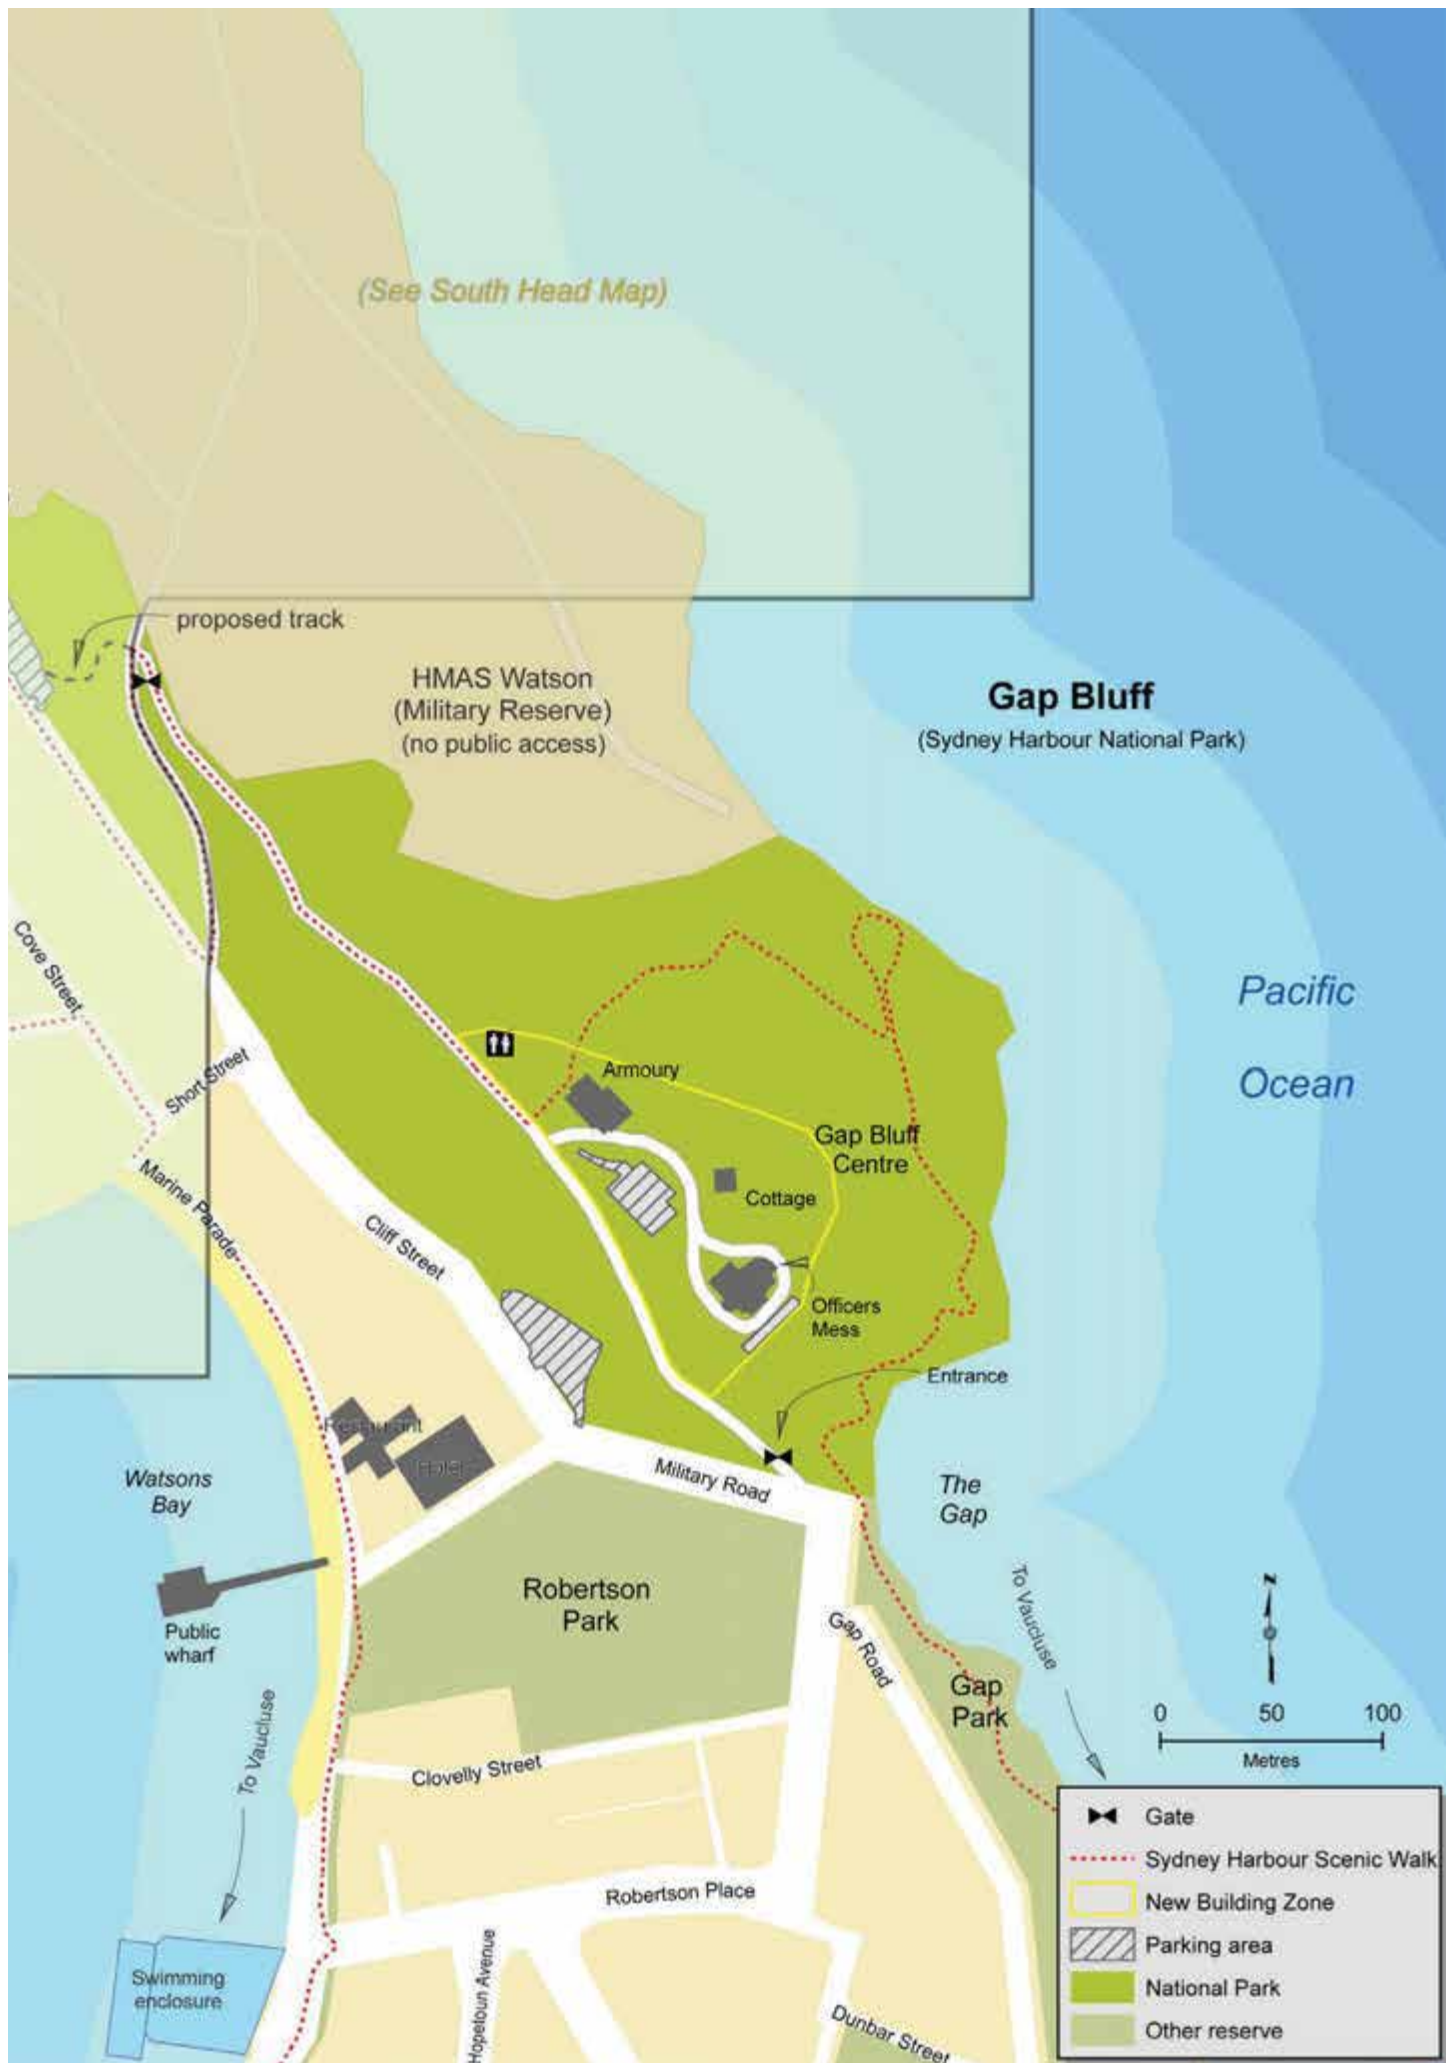 (See South Head Map)
proposed track
HMAS Watson
(Military Reserve)
(no public access)
Gap Bluff
(Sydney Harbour National Park)
Cove Street
Pacific
Ocean
Short Street
Armoury
Gap Bluff
Centre
Marine Parade
Cottage
Cliff Street
Officers
Mess
Entrance
Restaurant
Hotel
Watsons
Bay
Military Road
The
Gap
Robertson
Park
To Vaucluse
N
Public
wharf
Gap Road
Gap
Park
0 50 100
Metres
To Vaucluse
Clovelly Street
Gate
Sydney Harbour Scenic Walk
Robertson Place
New Building Zone
Parking area
Swimming
enclosure
Hopetoun Avenue
National Park
Dunbar Street
Other reserve